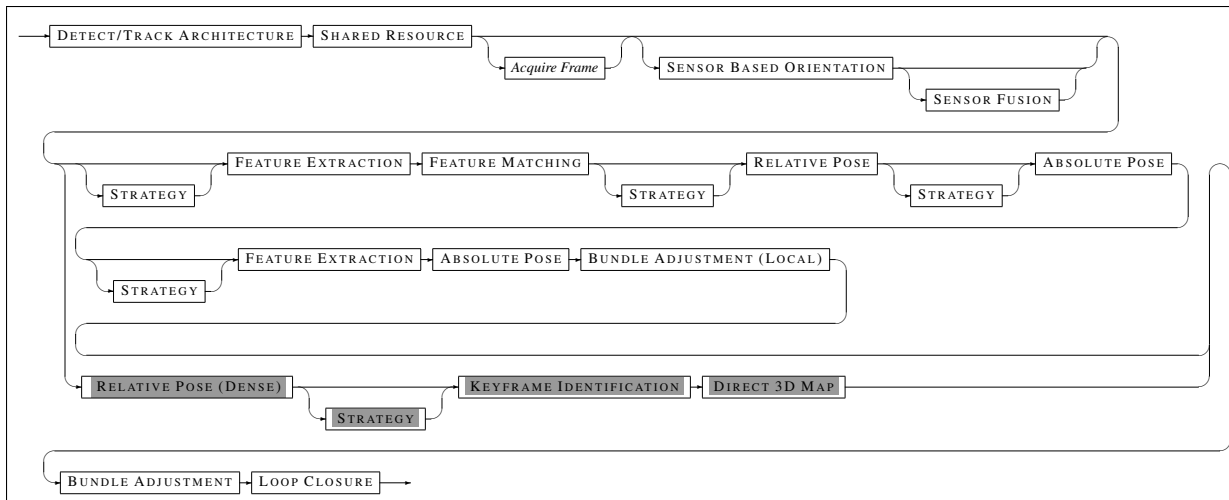 DETECT/TRACK ARCHITECTURE SHARED RESOURCE
Acquire Frame SENSOR BASED ORIENTATION
SENSOR FUSION
FEATURE EXTRACTION FEATURE MATCHING RELATIVE POSE ABSOLUTE POSE
STRATEGY STRATEGY STRATEGY
FEATURE EXTRACTION ABSOLUTE POSE BUNDLE ADJUSTMENT (LOCAL)
STRATEGY
RELATIVE POSE (DENSE) KEYFRAME IDENTIFICATION DIRECT 3D MAP
STRATEGY
BUNDLE ADJUSTMENT LOOP CLOSURE